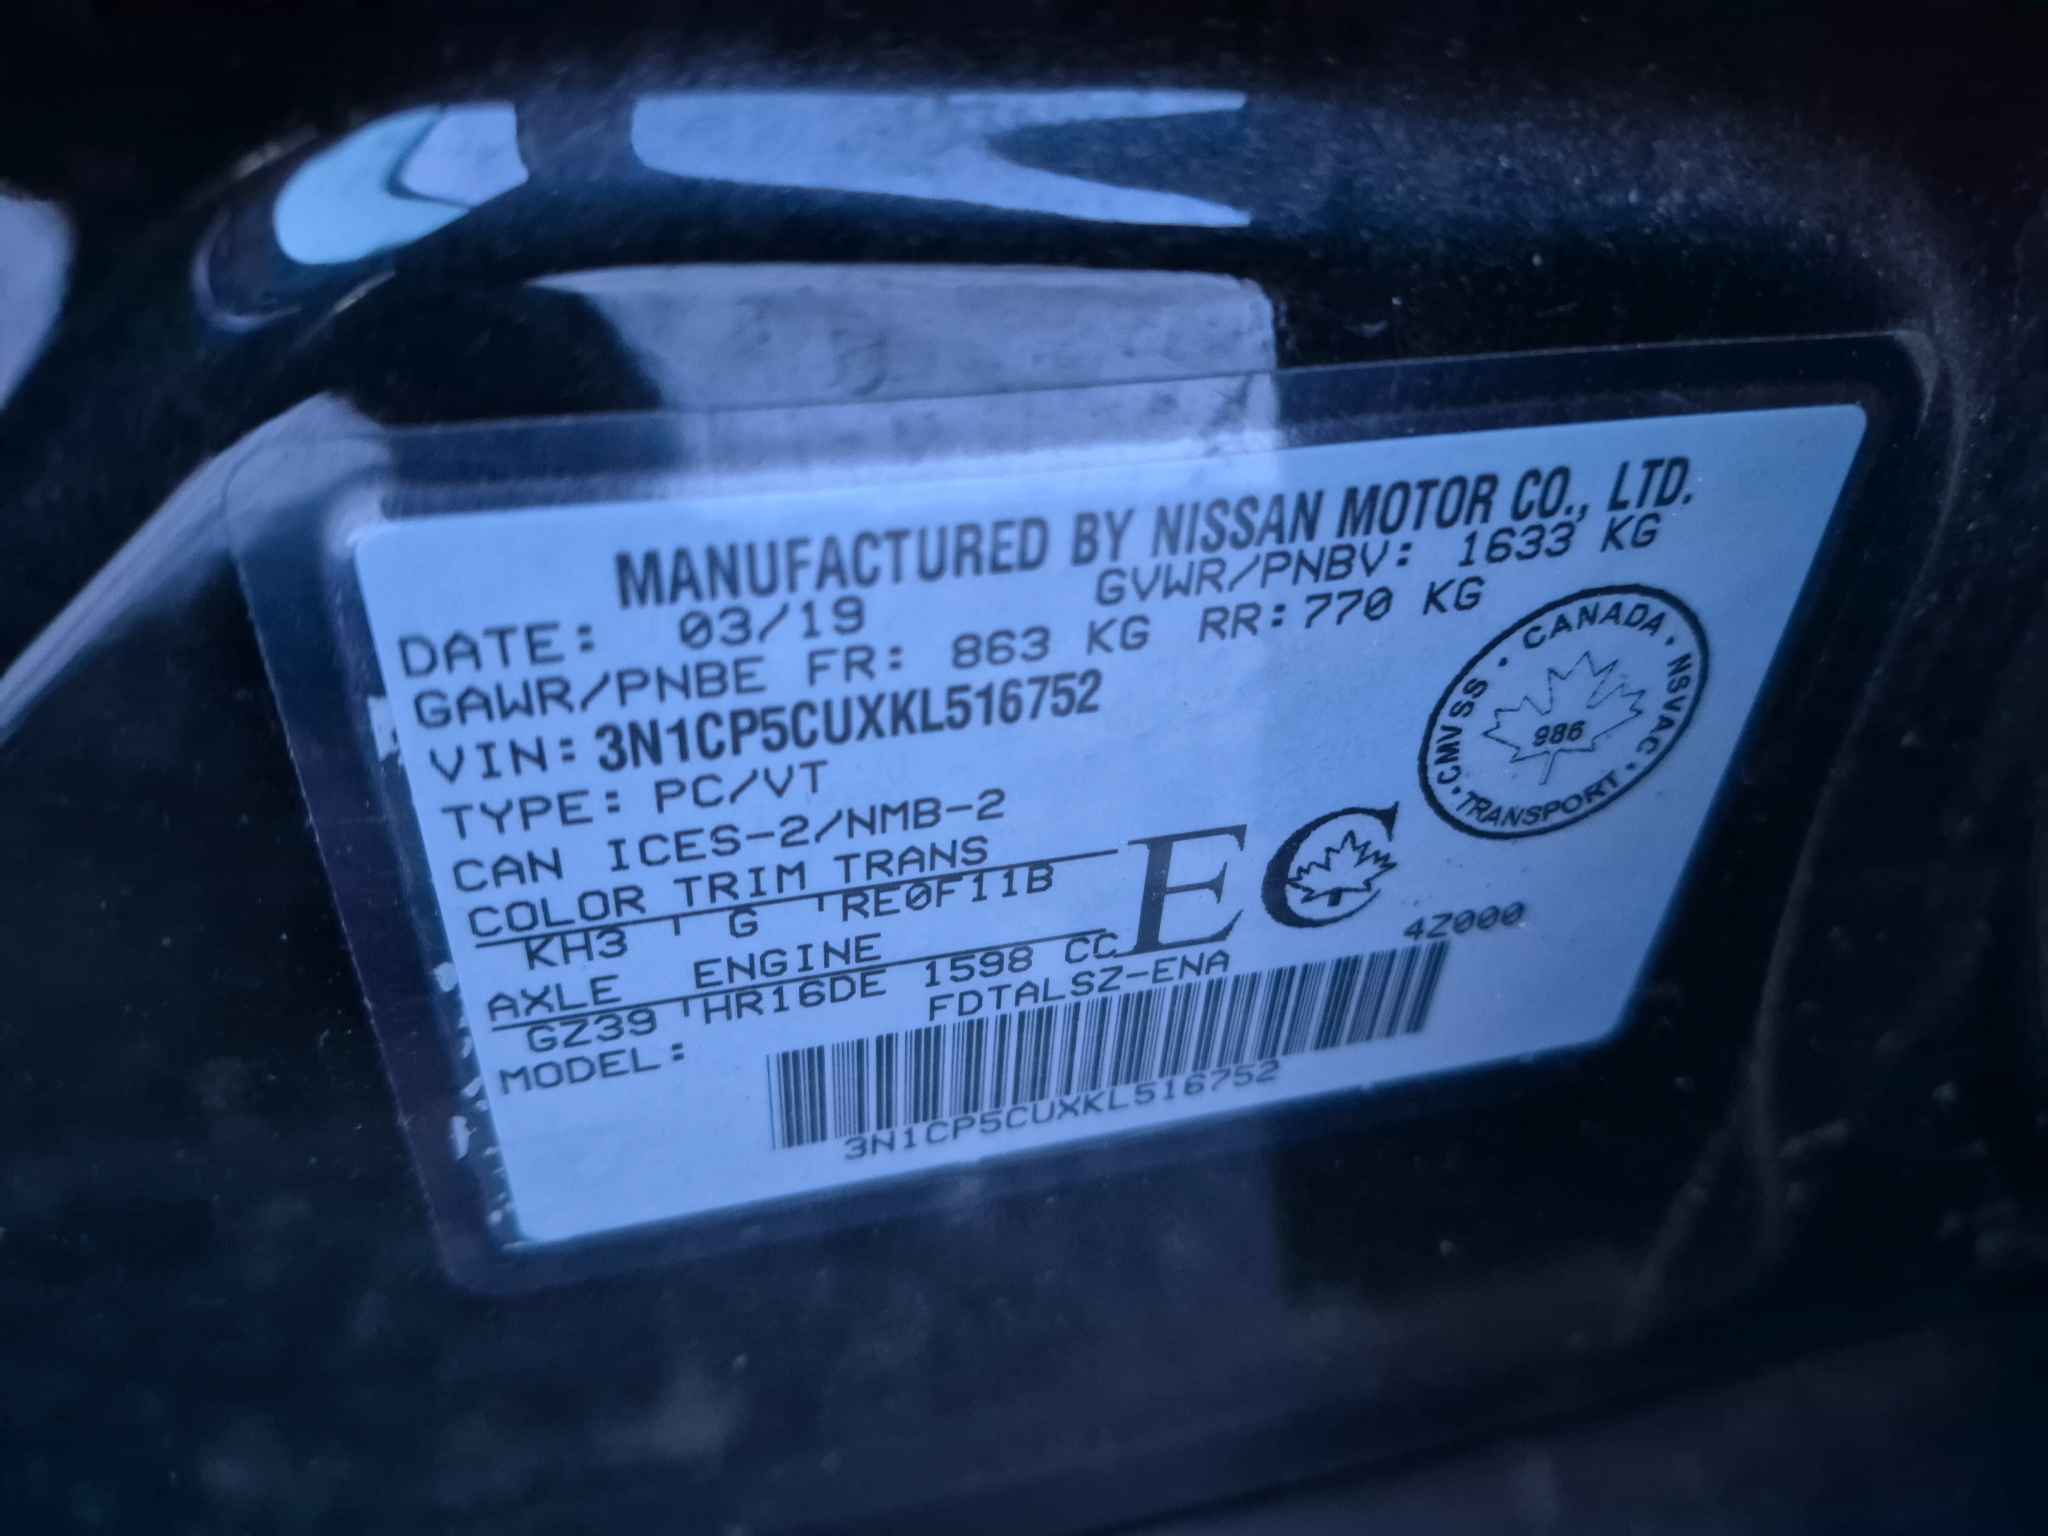 MANUFACTURED BY NISSAN MOTOR CO., LTD.
DATE: 03/19 GVWR/PNBV: 1633 KG
GAWR/PNBE FR: 863 KG RR:770 KG
VIN: 3N1CP5CUXKL516752
TYPE: PC/VT
CAN ICES-2/NMB-2
COLOR TRIM TRANS
KH3 G RE0F11B
AXLE ENGINE
GZ39 HR16DE 1598 CC
MODEL: FDTALSZ-ENA
EC
4Z000
3N1CP5CUXKL516752
CMVSS · CANADA · NSVAC · TRANSPORT
986